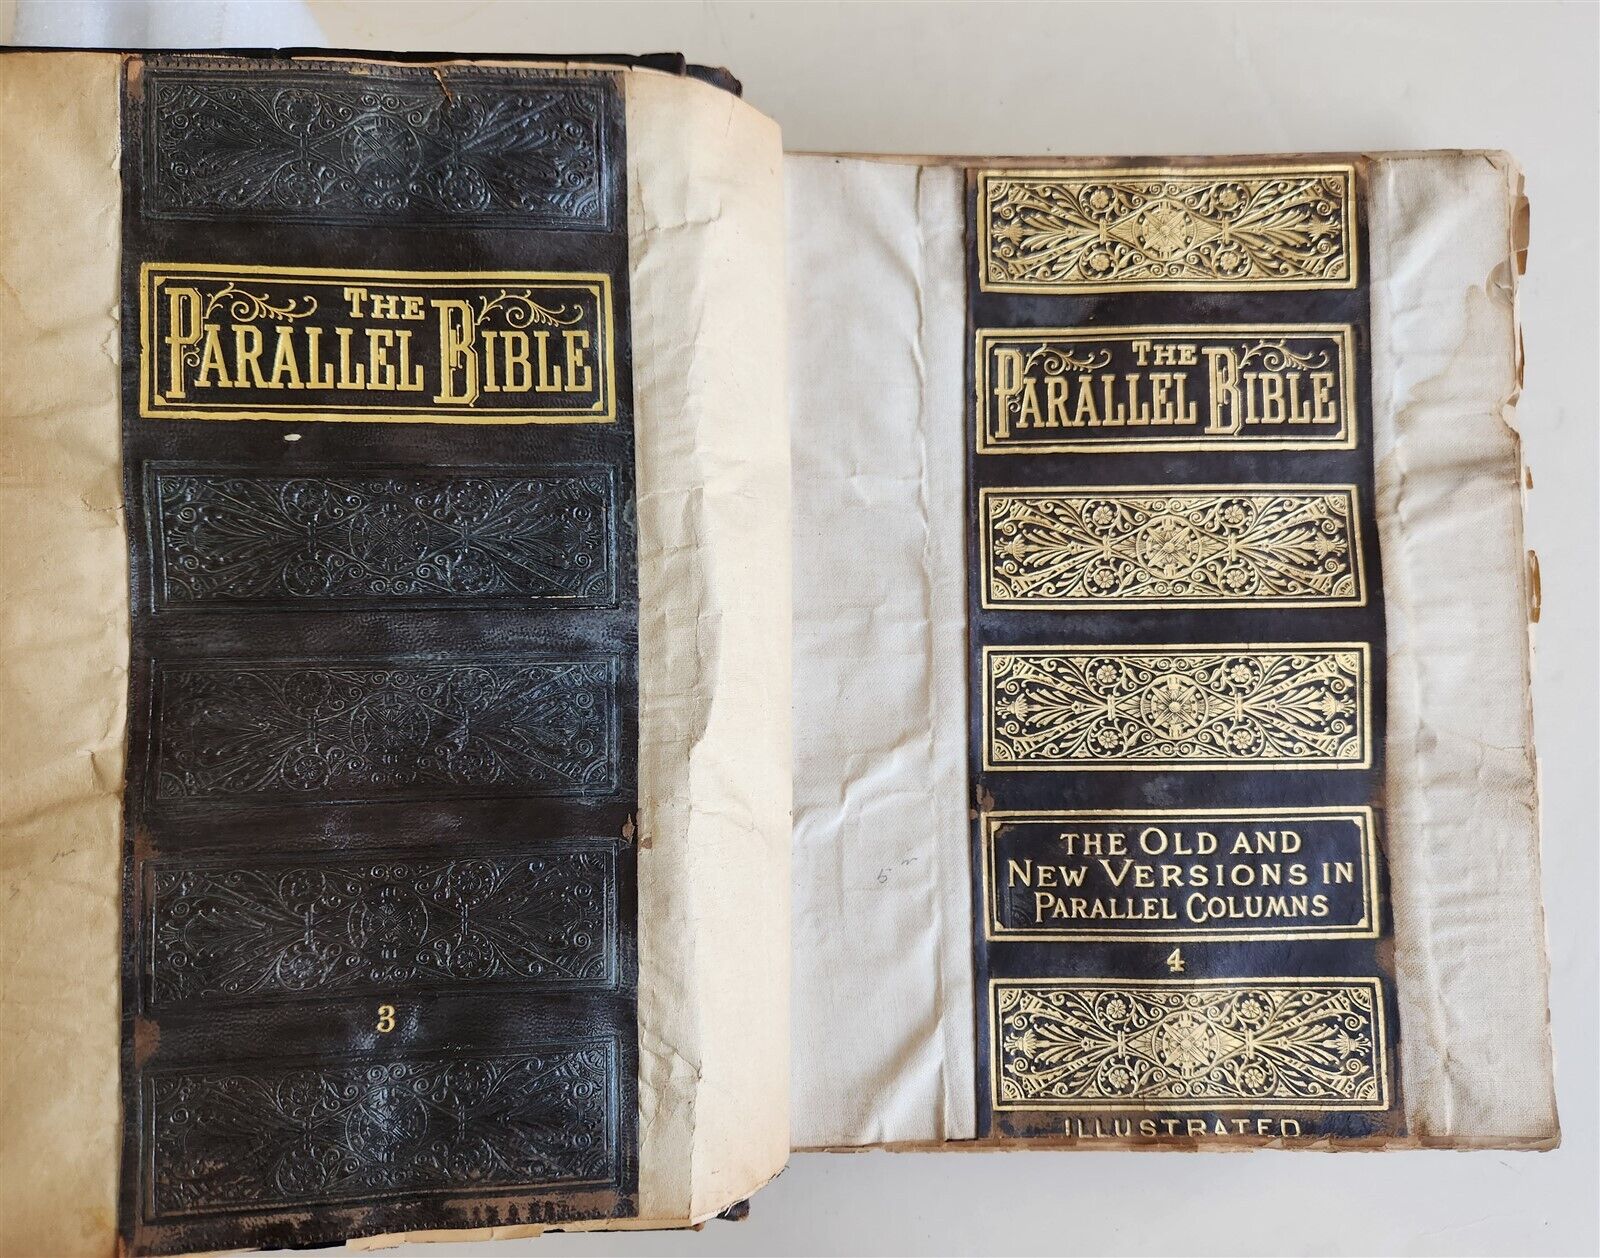 THE
PARALLEL BIBLE
3
THE
PARALLEL BIBLE
THE OLD AND
NEW VERSIONS IN
PARALLEL COLUMNS
4
ILLUSTRATED